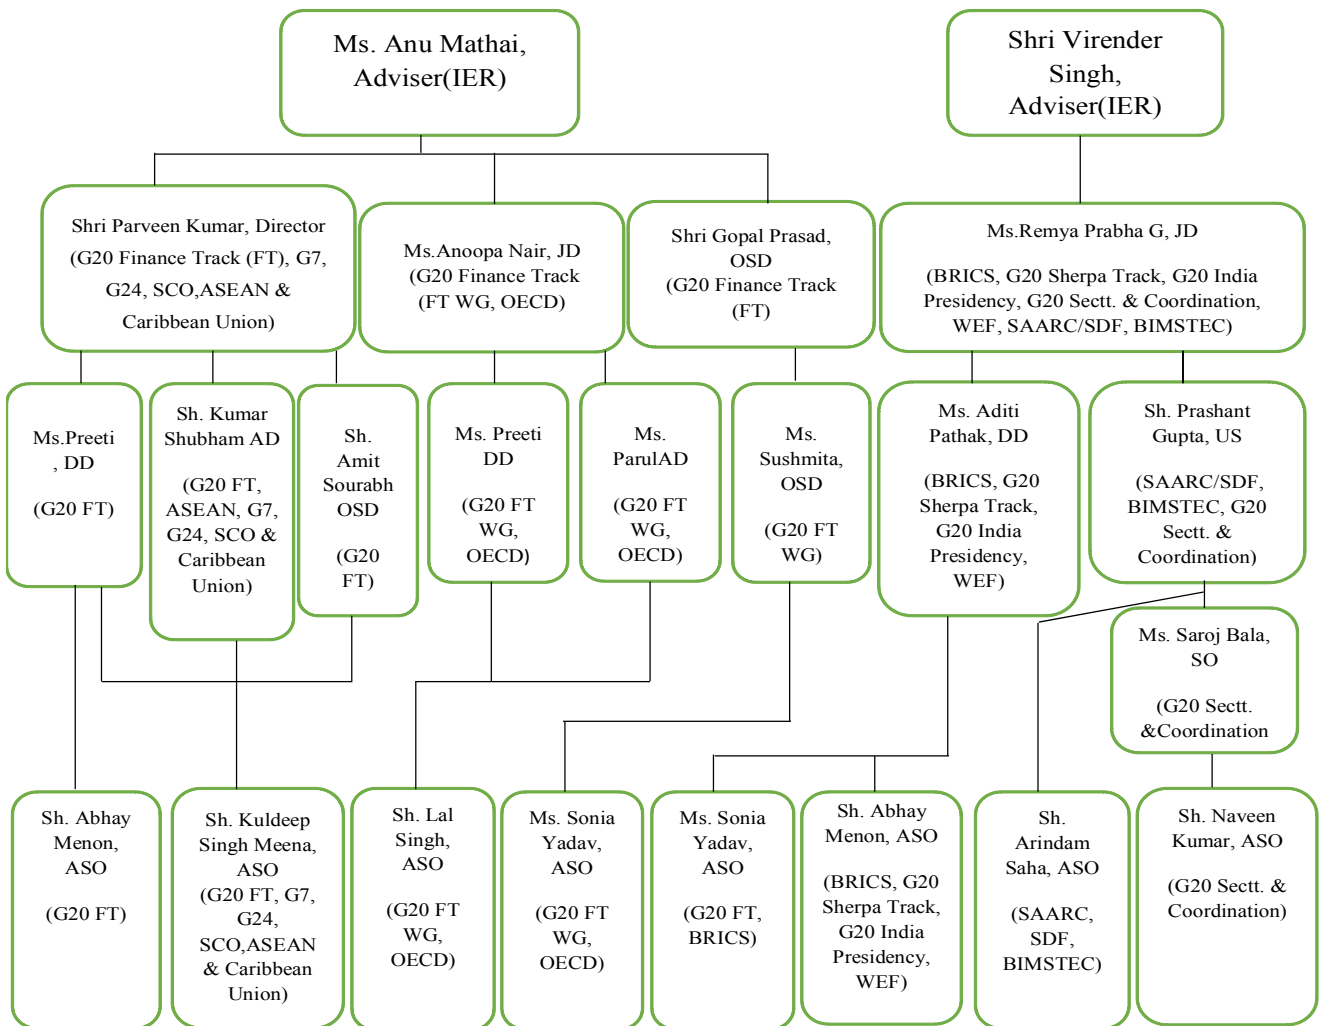 Ms. Anu Mathai,
Adviser(IER)
Shri Virender
Singh,
Adviser(IER)
Shri Parveen Kumar, Director
(G20 Finance Track (FT), G7,
G24, SCO,ASEAN &
Caribbean Union)
Ms.Anoopa Nair, JD
(G20 Finance Track
(FT WG, OECD)
Shri Gopal Prasad,
OSD
(G20 Finance Track
(FT)
Ms.Remya Prabha G, JD
(BRICS, G20 Sherpa Track, G20 India
Presidency, G20 Sectt. & Coordination,
WEF, SAARC/SDF, BIMSTEC)
Ms.Preeti
, DD
(G20 FT)
Sh. Kumar
Shubham AD
(G20 FT,
ASEAN, G7,
G24, SCO &
Caribbean
Union)
Sh.
Amit
Sourabh
OSD
(G20
FT)
Ms. Preeti
DD
(G20 FT
WG,
OECD)
Ms.
ParulAD
(G20 FT
WG,
OECD)
Ms.
Sushmita,
OSD
(G20 FT
WG)
Ms. Aditi
Pathak, DD
(BRICS, G20
Sherpa Track,
G20 India
Presidency,
WEF)
Sh. Prashant
Gupta, US
(SAARC/SDF,
BIMSTEC, G20
Sectt. &
Coordination)
Ms. Saroj Bala,
SO
(G20 Sectt.
&Coordination
Sh. Abhay
Menon,
ASO
(G20 FT)
Sh. Kuldeep
Singh Meena,
ASO
(G20 FT, G7,
G24,
SCO,ASEAN
& Caribbean
Union)
Sh. Lal
Singh,
ASO
(G20 FT
WG,
OECD)
Ms. Sonia
Yadav,
ASO
(G20 FT
WG,
OECD)
Ms. Sonia
Yadav,
ASO
(G20 FT,
BRICS)
Sh. Abhay
Menon, ASO
(BRICS, G20
Sherpa Track,
G20 India
Presidency,
WEF)
Sh.
Arindam
Saha, ASO
(SAARC,
SDF,
BIMSTEC)
Sh. Naveen
Kumar, ASO
(G20 Sectt. &
Coordination)